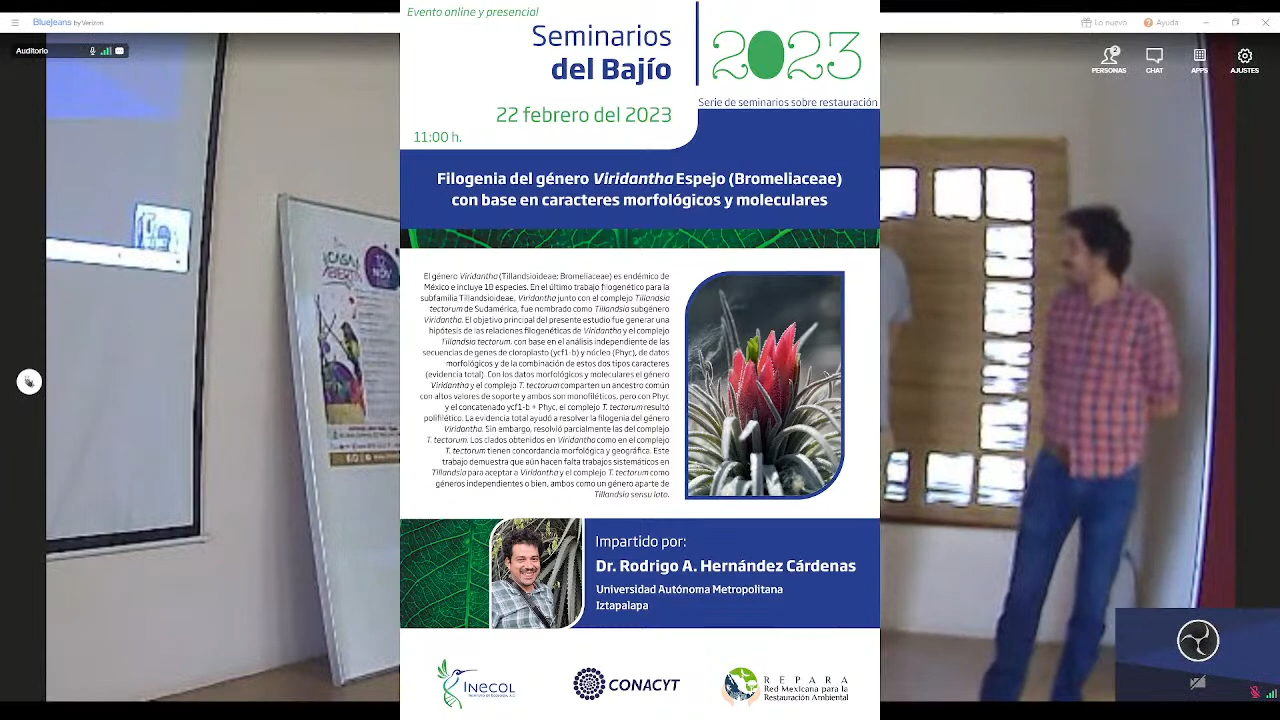 Bluejeans by Verizon
Lo nuevo
Ayuda
Auditorio
2
PERSONAS
CHAT
APPS
AJUSTES
¡CASA
ABIERTA
NOV
Evento online y presencial
Seminarios
del Bajío
2023
Serie de seminarios sobre restauración
22 febrero del 2023
11:00 h.
Filogenia del género Viridantha Espejo (Bromeliaceae)
con base en caracteres morfológicos y moleculares
El género Viridantha (Tillandsioideae; Bromeliaceae) es endémico de
México e incluye 18 especies. En el último trabajo filogenético para la
subfamilia Tillandsioideae, Viridantha junto con el complejo Tillandsia
tectorum de Sudamérica, fue nombrado como Tillandsia subgénero
Viridantha. El objetivo principal del presente estudio fue generar una
hipótesis de las relaciones filogenéticas de Viridantha y el complejo
Tillandsia tectorum, con base en el análisis independiente de las
secuencias de genes de cloroplasto (ycf1-b) y núcleo (Phyc), de datos
morfológicos y de la combinación de estos dos tipos caracteres
(evidencia total). Con los datos morfológicos y moleculares el género
Viridantha y el complejo T. tectorum comparten un ancestro común
con altos valores de soporte y ambos son monofiléticos, pero con Phyc
y el concatenado ycf1-b + Phyc, el complejo T. tectorum resultó
polifilético. La evidencia total ayudó a resolver la filogenia del género
Viridantha. Sin embargo, resolvió parcialmente las del complejo
T. tectorum. Los clados obtenidos en Viridantha como en el complejo
T. tectorum tienen concordancia morfológica y geográfica. Este
trabajo demuestra que aún hacen falta trabajos sistemáticos en
Tillandsia para aceptar a Viridantha y el complejo T. tectorum como
géneros independientes o bien, ambos como un género aparte de
Tillandsia sensu lato.
Impartido por:
Dr. Rodrigo A. Hernández Cárdenas
Universidad Autónoma Metropolitana
Iztapalapa
INECOL
INSTITUTO DE ECOLOGÍA, A.C.
CONACYT
REPARA
Red Mexicana para la
Restauración Ambiental